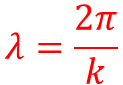 λ = 2π / k